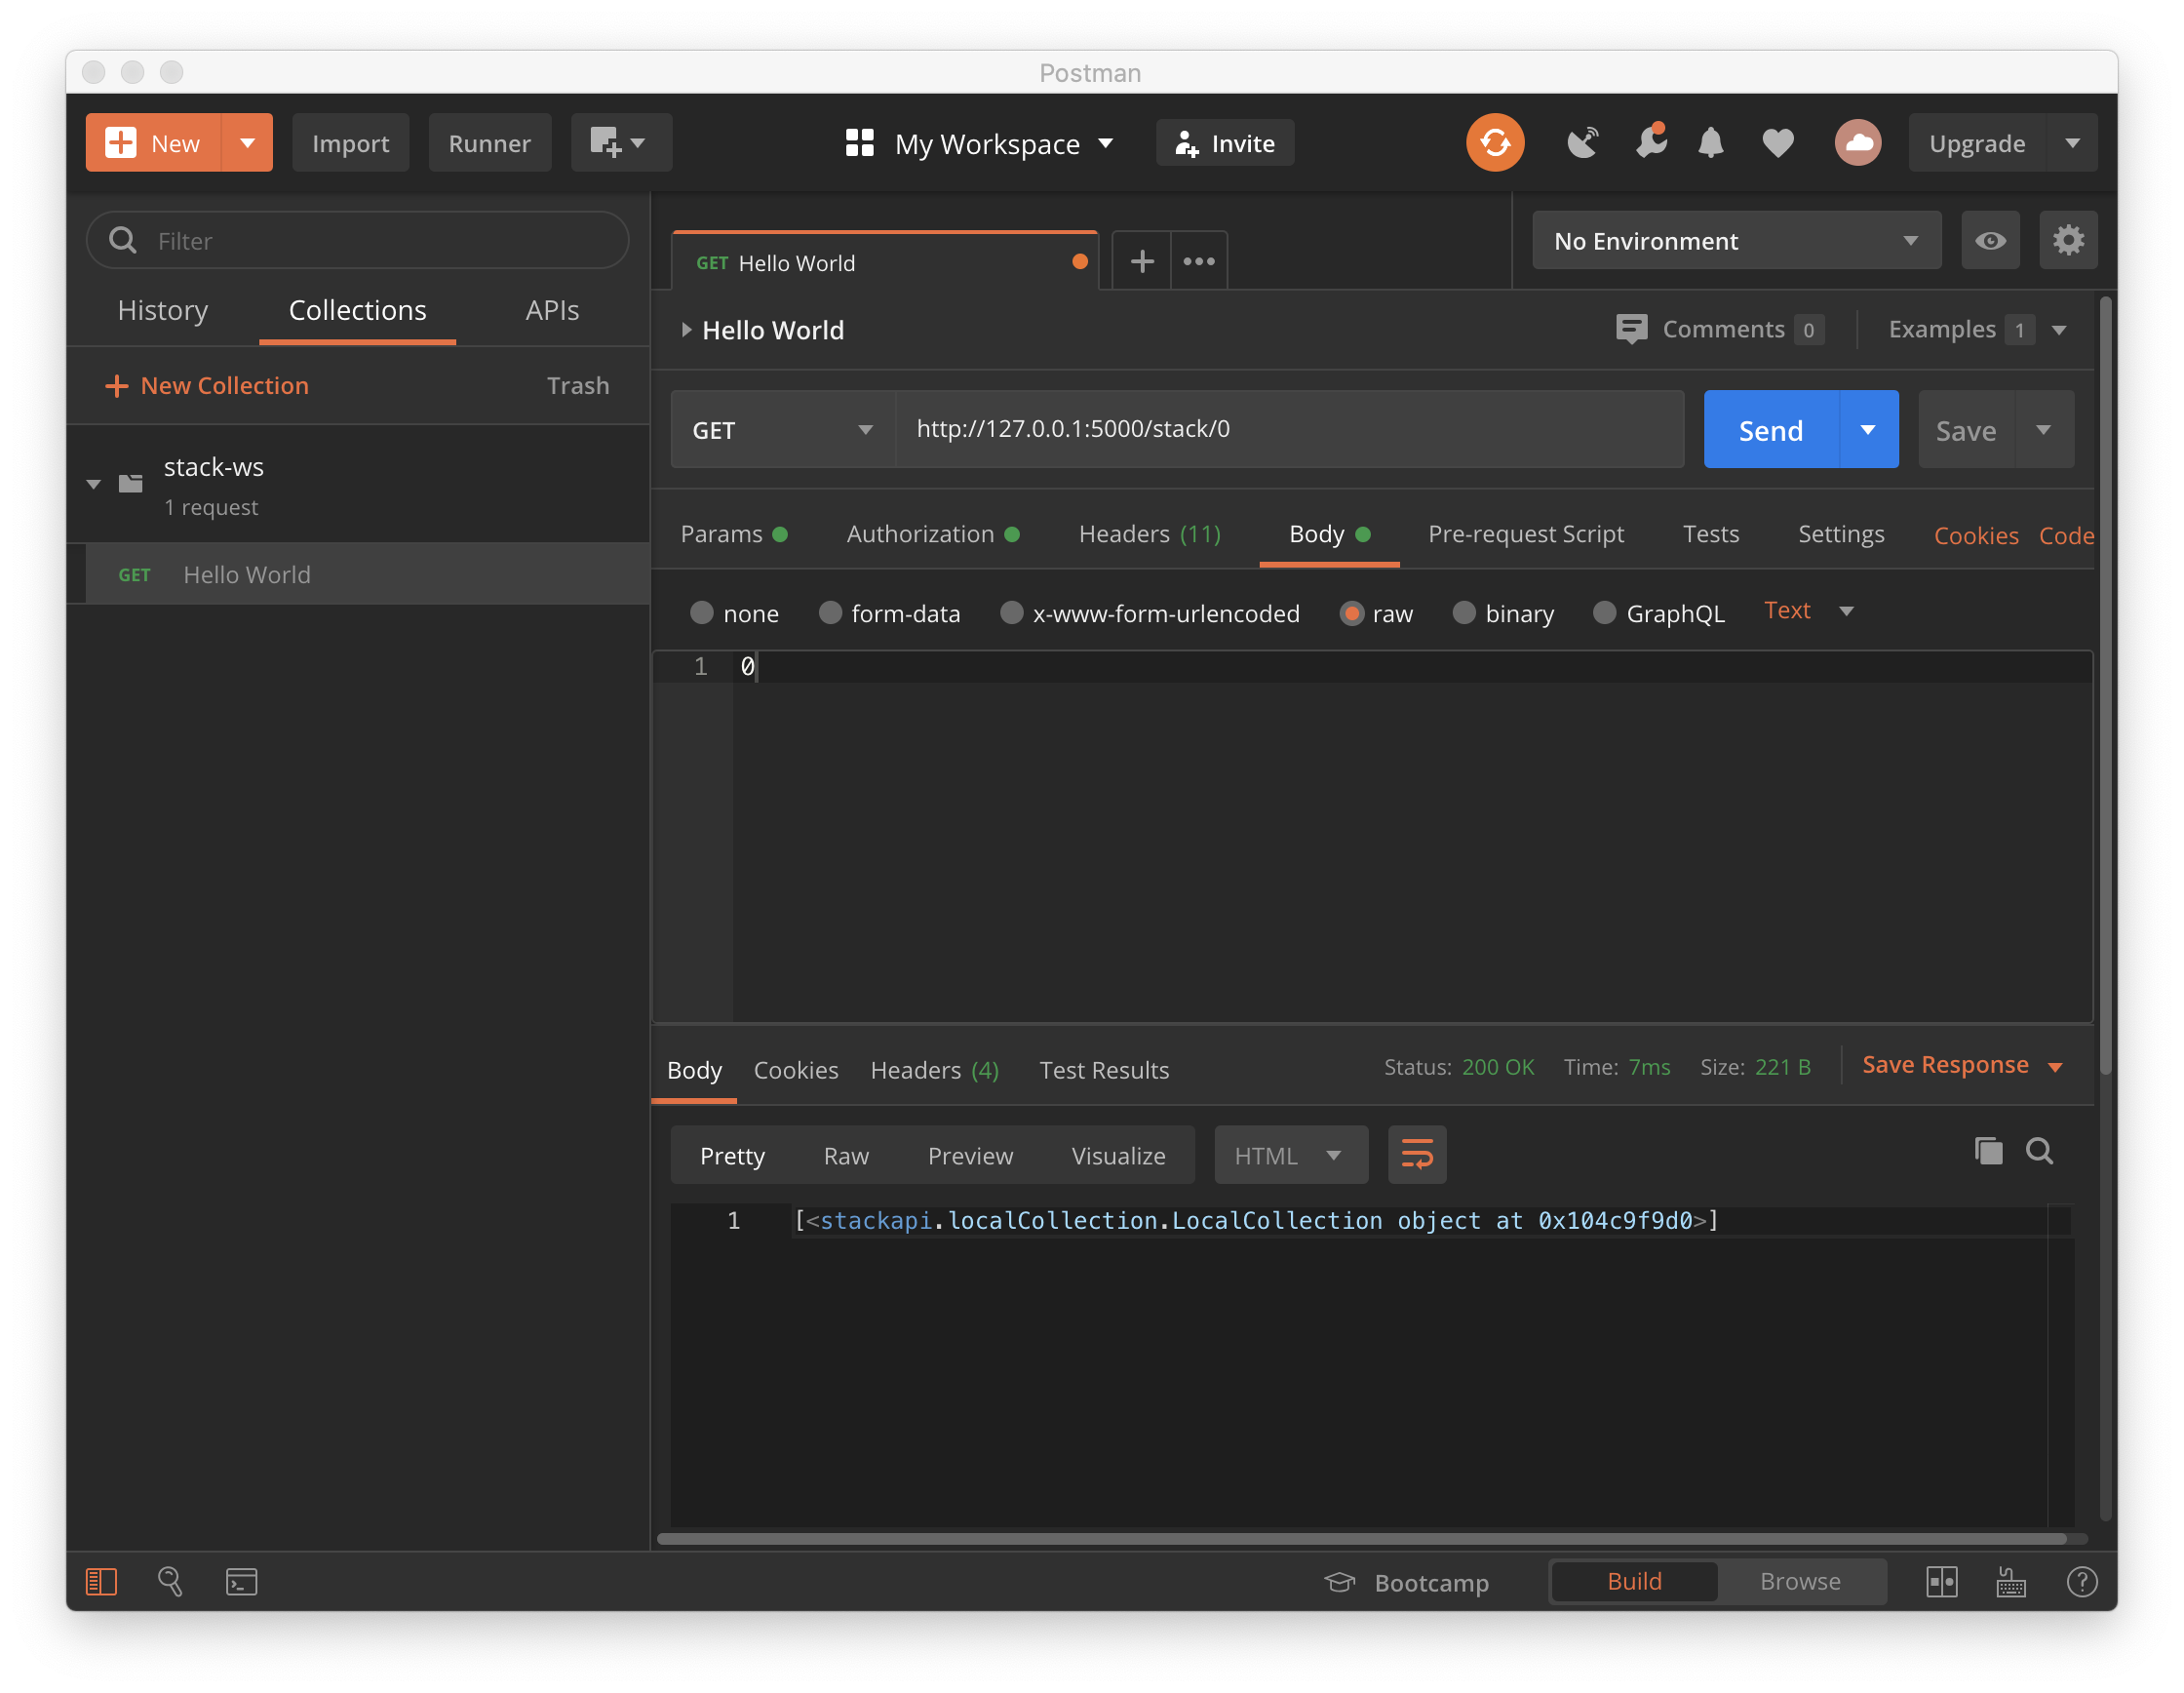 Postman
New
Import
Runner
My Workspace
Invite
Upgrade
Filter
History
Collections
APIs
New Collection
Trash
stack-ws
1 request
GET Hello World
GET Hello World
No Environment
Hello World
Comments 0
Examples 1
GET
http://127.0.0.1:5000/stack/0
Send
Save
Params
Authorization
Headers (11)
Body
Pre-request Script
Tests
Settings
Cookies
Code
none
form-data
x-www-form-urlencoded
raw
binary
GraphQL
Text
1 0
Body
Cookies
Headers (4)
Test Results
Status: 200 OK
Time: 7ms
Size: 221 B
Save Response
Pretty
Raw
Preview
Visualize
HTML
1 [<stackapi.localCollection.LocalCollection object at 0x104c9f9d0>]
Bootcamp
Build
Browse